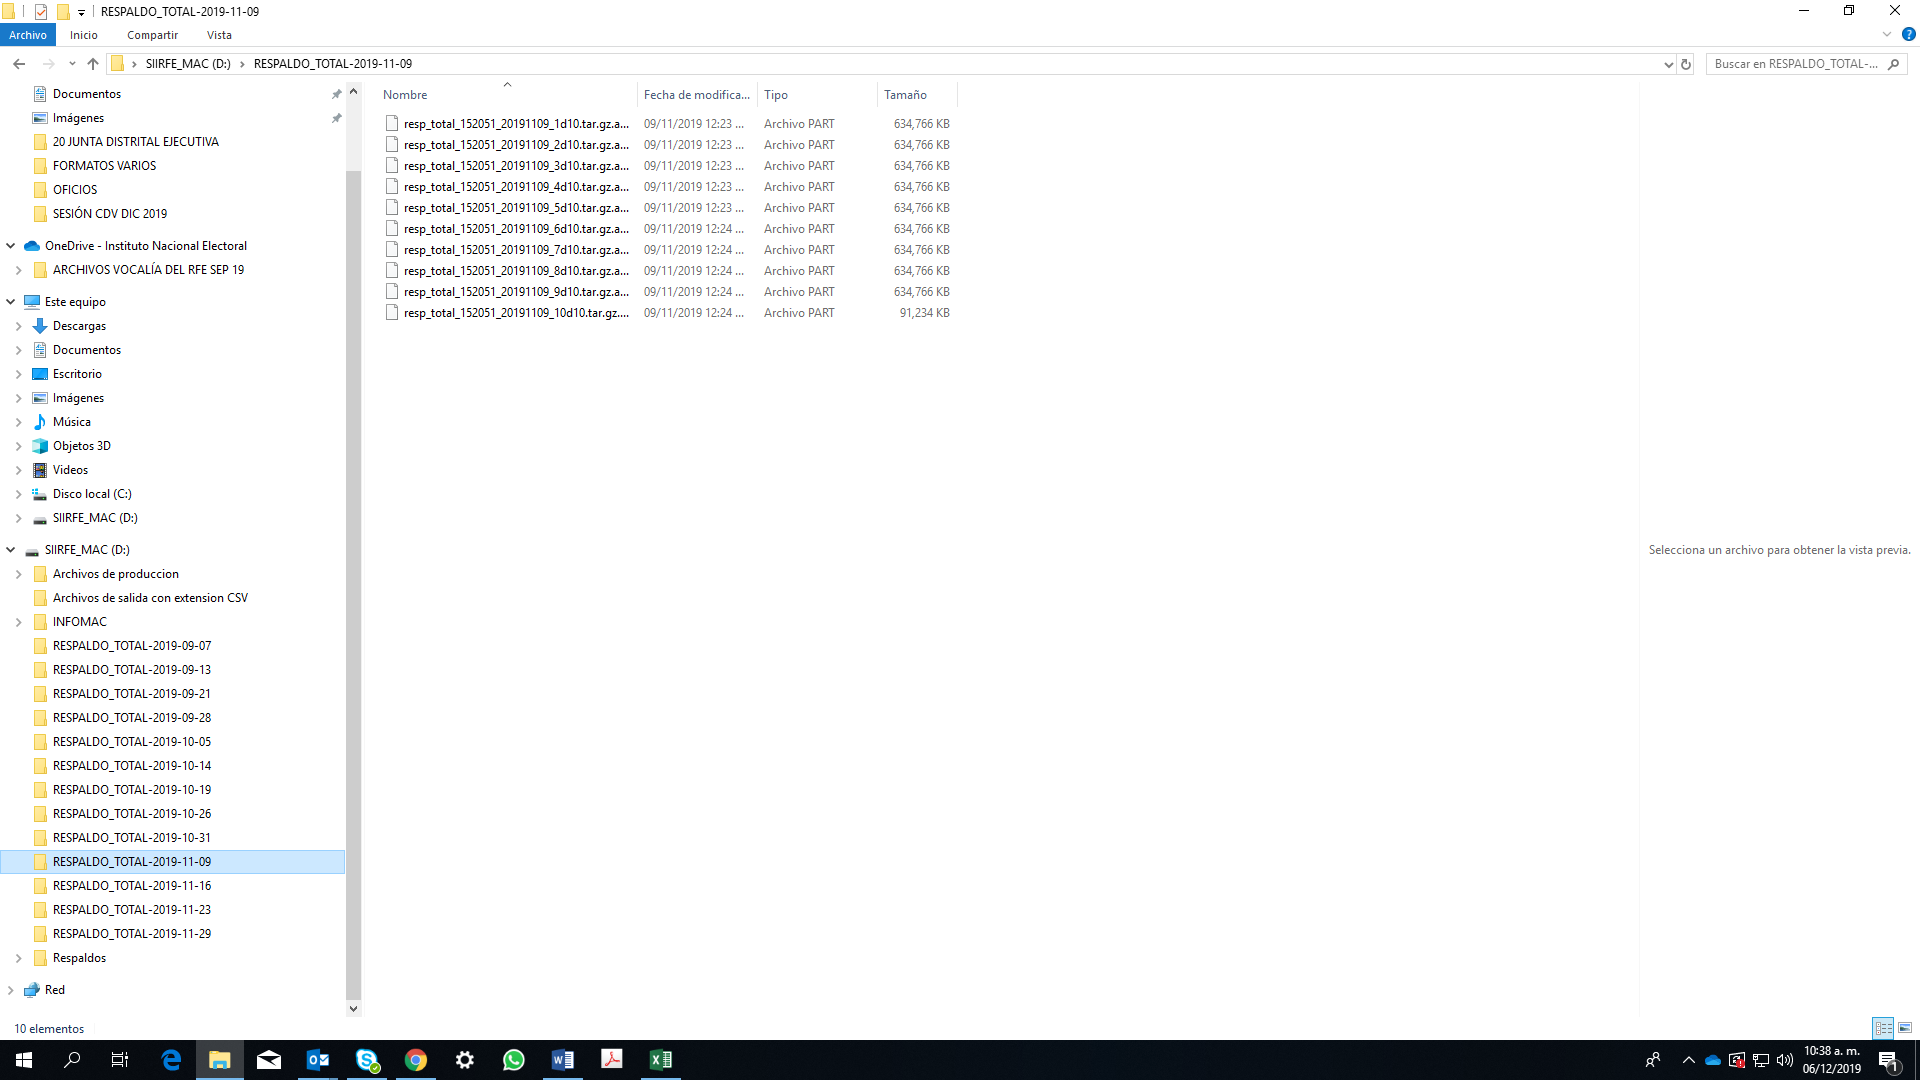 RESPALDO_TOTAL-2019-11-09
Archivo Inicio Compartir Vista
SIIRFE_MAC (D:) RESPALDO_TOTAL-2019-11-09
Buscar en RESPALDO_TOTAL-...
Documentos
Imágenes
20 JUNTA DISTRITAL EJECUTIVA
FORMATOS VARIOS
OFICIOS
SESIÓN CDV DIC 2019
OneDrive - Instituto Nacional Electoral
ARCHIVOS VOCALÍA DEL RFE SEP 19
Este equipo
Descargas
Documentos
Escritorio
Imágenes
Música
Objetos 3D
Videos
Disco local (C:)
SIIRFE_MAC (D:)
SIIRFE_MAC (D:)
Archivos de produccion
Archivos de salida con extension CSV
INFOMAC
RESPALDO_TOTAL-2019-09-07
RESPALDO_TOTAL-2019-09-13
RESPALDO_TOTAL-2019-09-21
RESPALDO_TOTAL-2019-09-28
RESPALDO_TOTAL-2019-10-05
RESPALDO_TOTAL-2019-10-14
RESPALDO_TOTAL-2019-10-19
RESPALDO_TOTAL-2019-10-26
RESPALDO_TOTAL-2019-10-31
RESPALDO_TOTAL-2019-11-09
RESPALDO_TOTAL-2019-11-16
RESPALDO_TOTAL-2019-11-23
RESPALDO_TOTAL-2019-11-29
Respaldos
Red
Nombre Fecha de modifica... Tipo Tamaño
resp_total_152051_20191109_1d10.tar.gz.a... 09/11/2019 12:23 ... Archivo PART 634,766 KB
resp_total_152051_20191109_2d10.tar.gz.a... 09/11/2019 12:23 ... Archivo PART 634,766 KB
resp_total_152051_20191109_3d10.tar.gz.a... 09/11/2019 12:23 ... Archivo PART 634,766 KB
resp_total_152051_20191109_4d10.tar.gz.a... 09/11/2019 12:23 ... Archivo PART 634,766 KB
resp_total_152051_20191109_5d10.tar.gz.a... 09/11/2019 12:23 ... Archivo PART 634,766 KB
resp_total_152051_20191109_6d10.tar.gz.a... 09/11/2019 12:24 ... Archivo PART 634,766 KB
resp_total_152051_20191109_7d10.tar.gz.a... 09/11/2019 12:24 ... Archivo PART 634,766 KB
resp_total_152051_20191109_8d10.tar.gz.a... 09/11/2019 12:24 ... Archivo PART 634,766 KB
resp_total_152051_20191109_9d10.tar.gz.a... 09/11/2019 12:24 ... Archivo PART 634,766 KB
resp_total_152051_20191109_10d10.tar.gz.... 09/11/2019 12:24 ... Archivo PART 91,234 KB
Selecciona un archivo para obtener la vista previa.
10 elementos
10:38 a. m.
06/12/2019
1